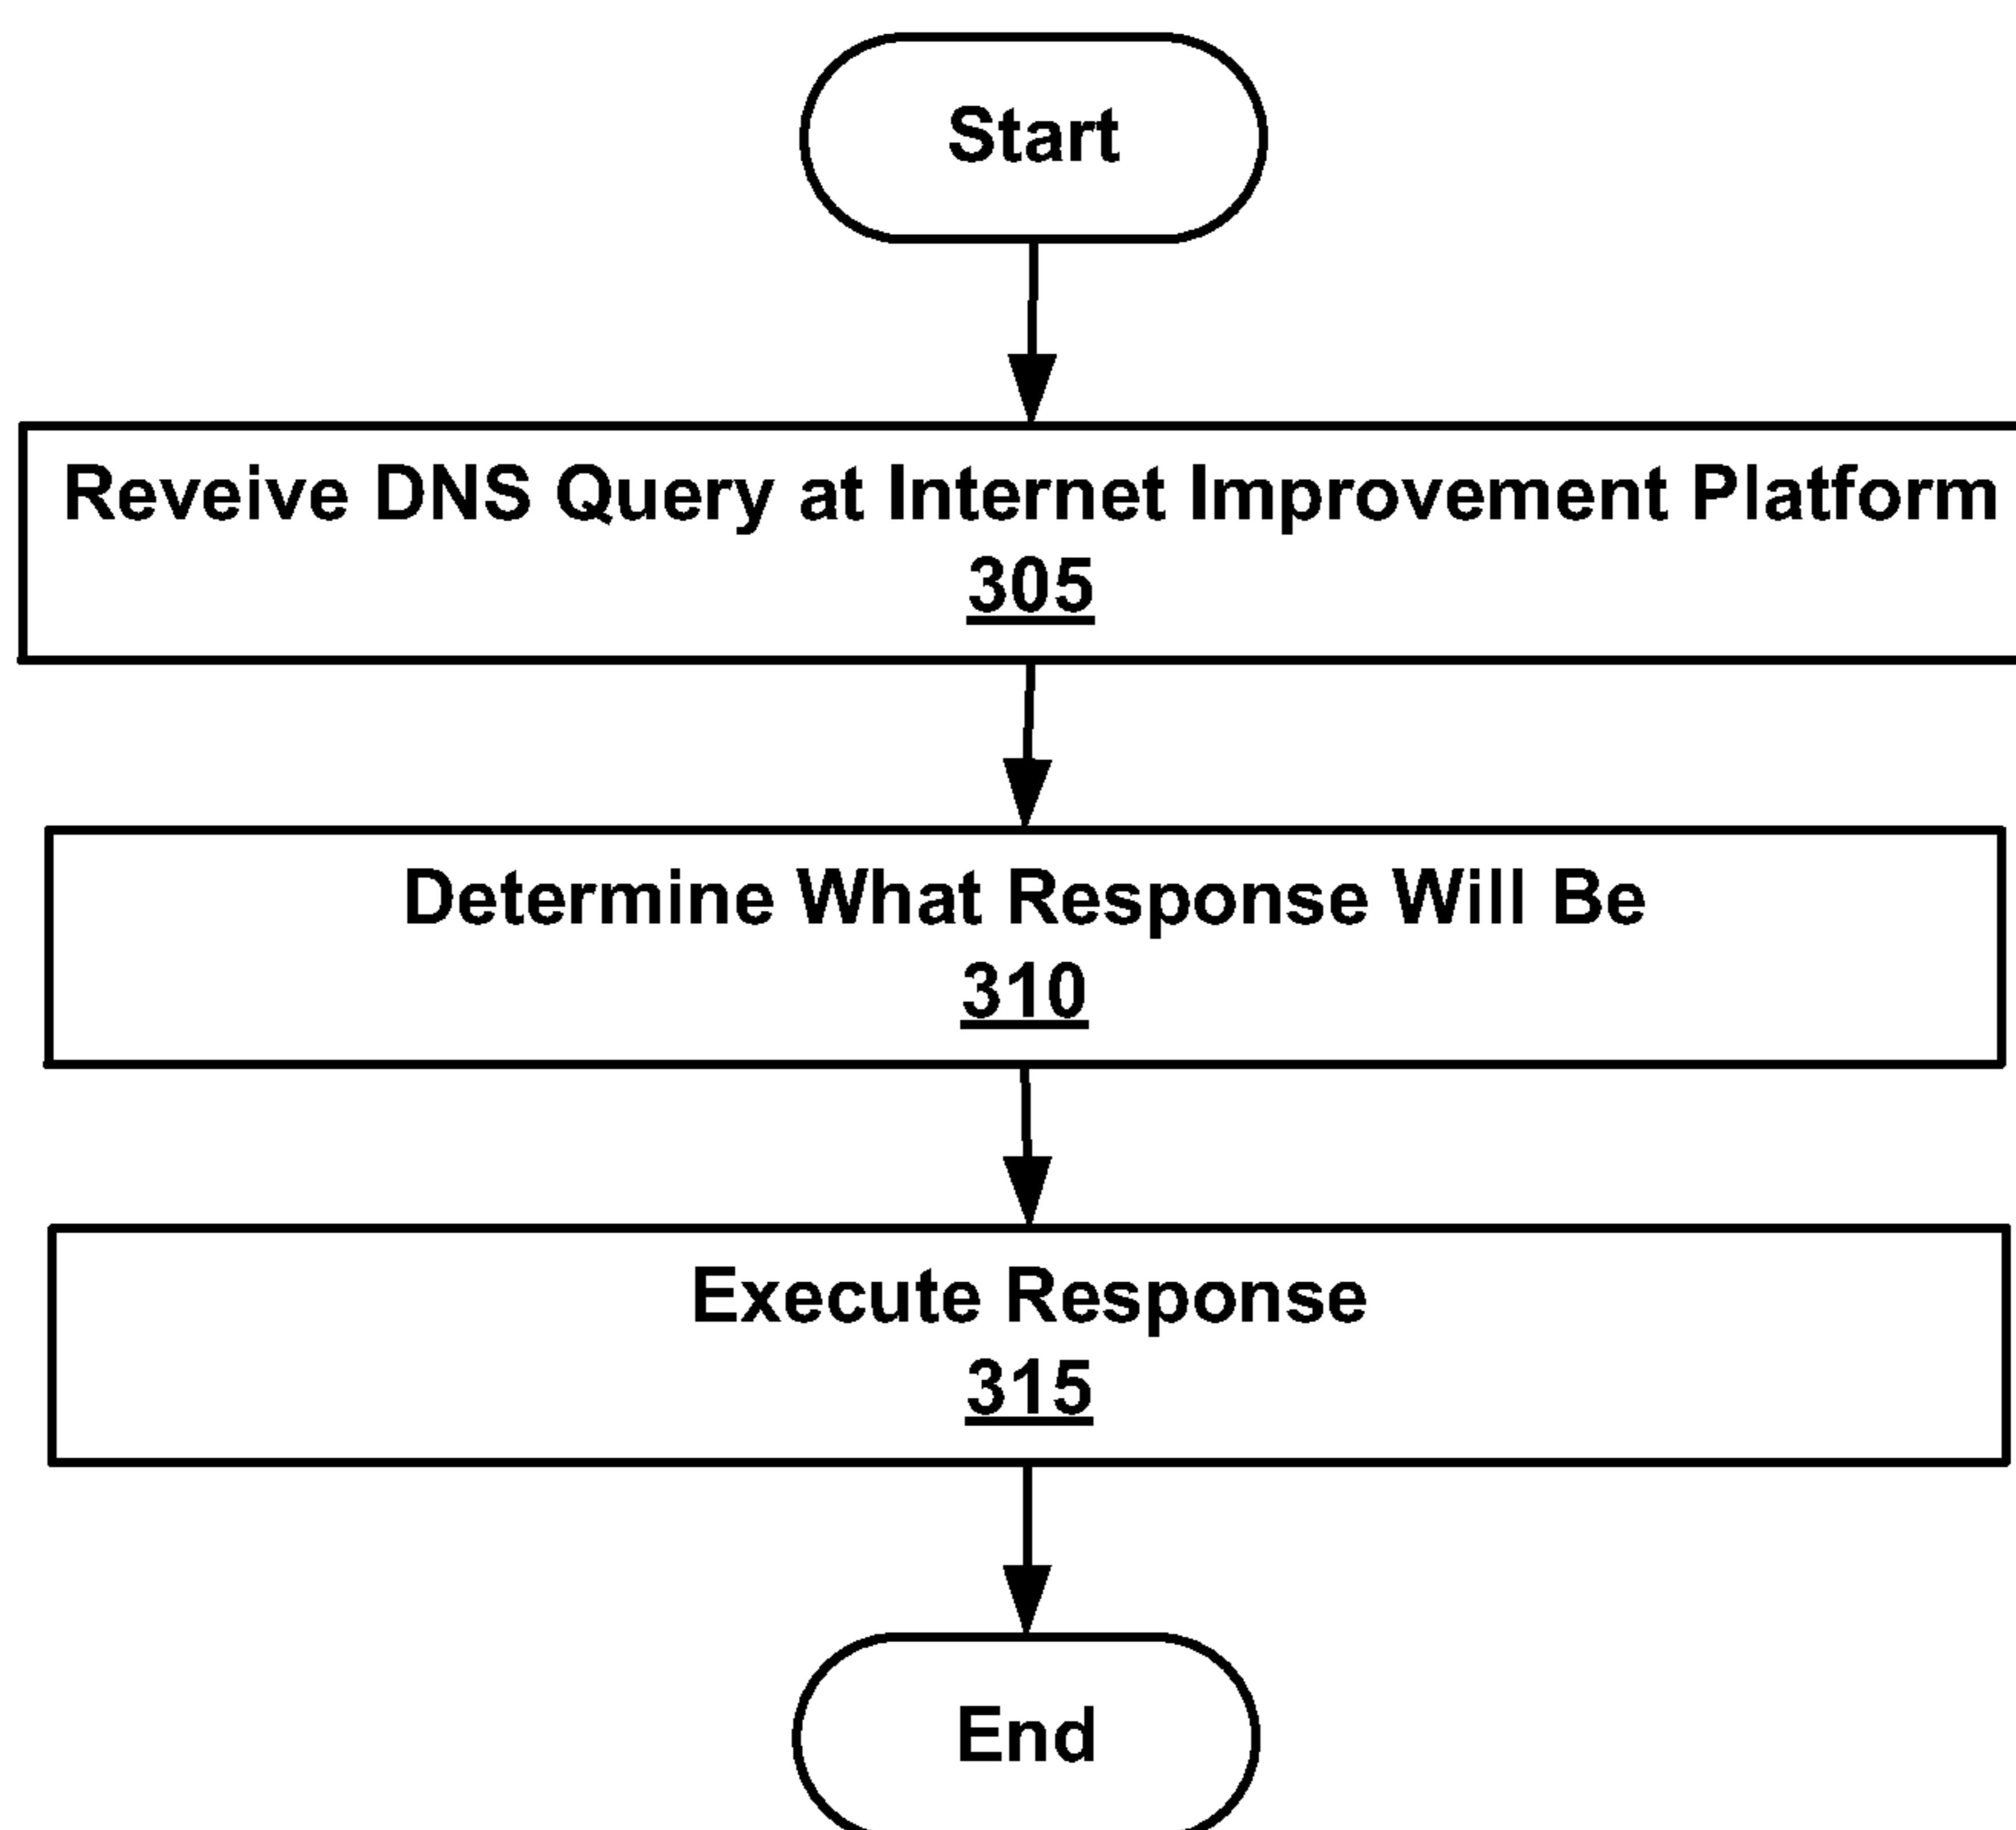 Start
Reveive DNS Query at Internet Improvement Platform
305
Determine What Response Will Be
310
Execute Response
315
End